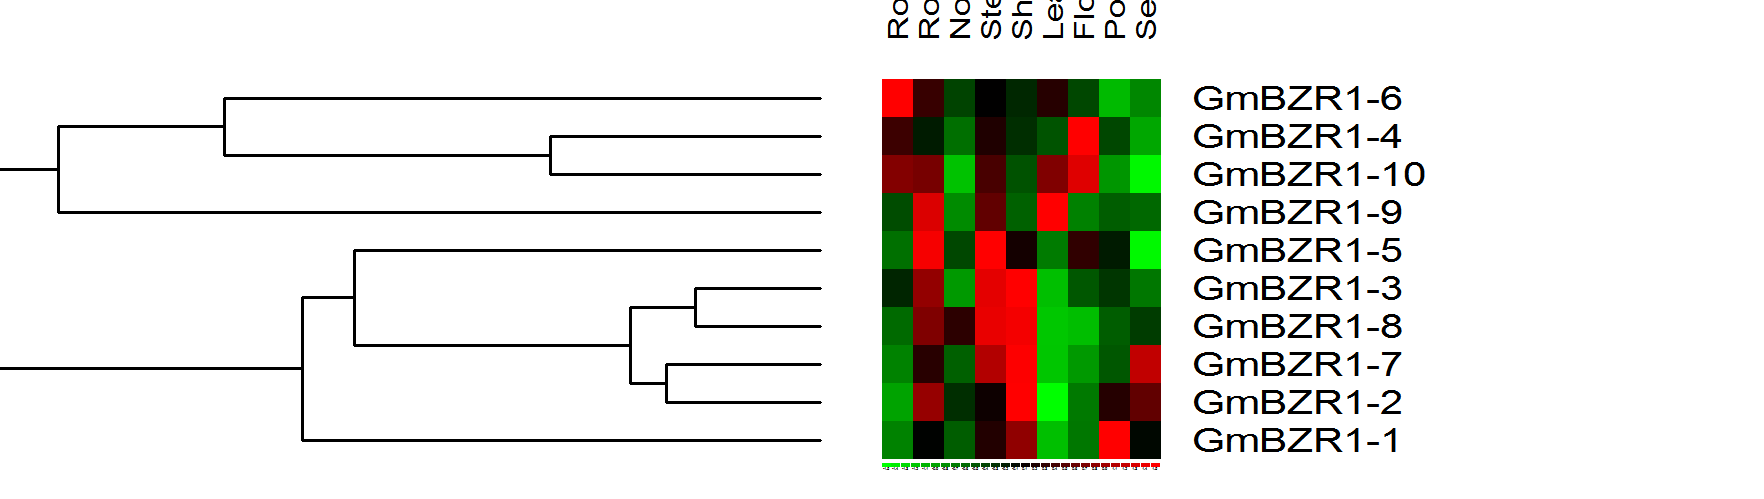 Ro Ro No Ste Sh Lea Flo Po Se
GmBZR1-6
GmBZR1-4
GmBZR1-10
GmBZR1-9
GmBZR1-5
GmBZR1-3
GmBZR1-8
GmBZR1-7
GmBZR1-2
GmBZR1-1